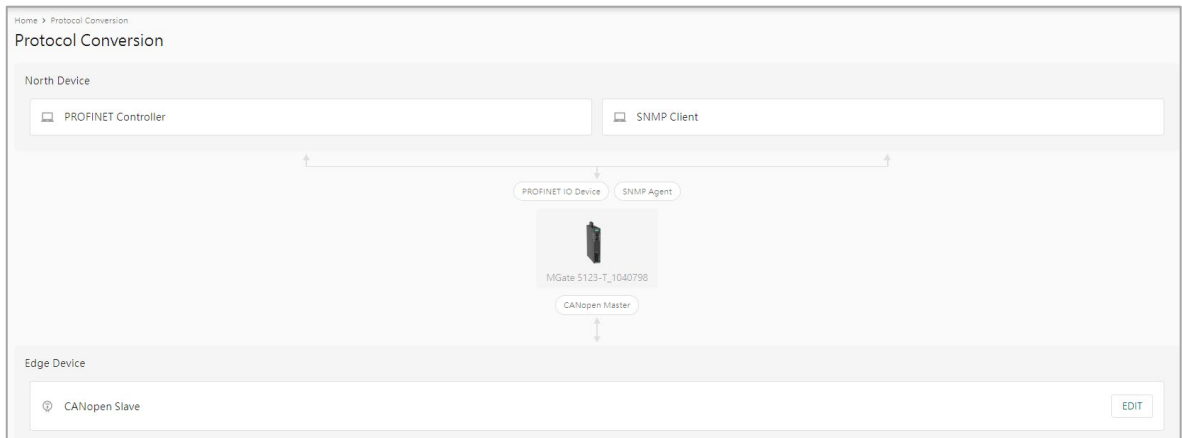 Home > Protocol Conversion
Protocol Conversion
North Device
PROFINET Controller
SNMP Client
PROFINET IO Device
SNMP Agent
MGate 5123-T_1040798
CANopen Master
Edge Device
CANopen Slave
EDIT